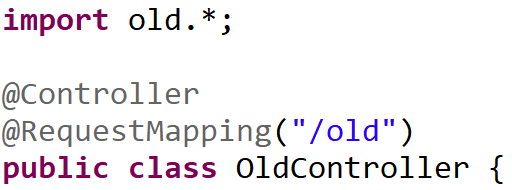 import old.*;
@Controller
@RequestMapping("/old")
public class OldController {